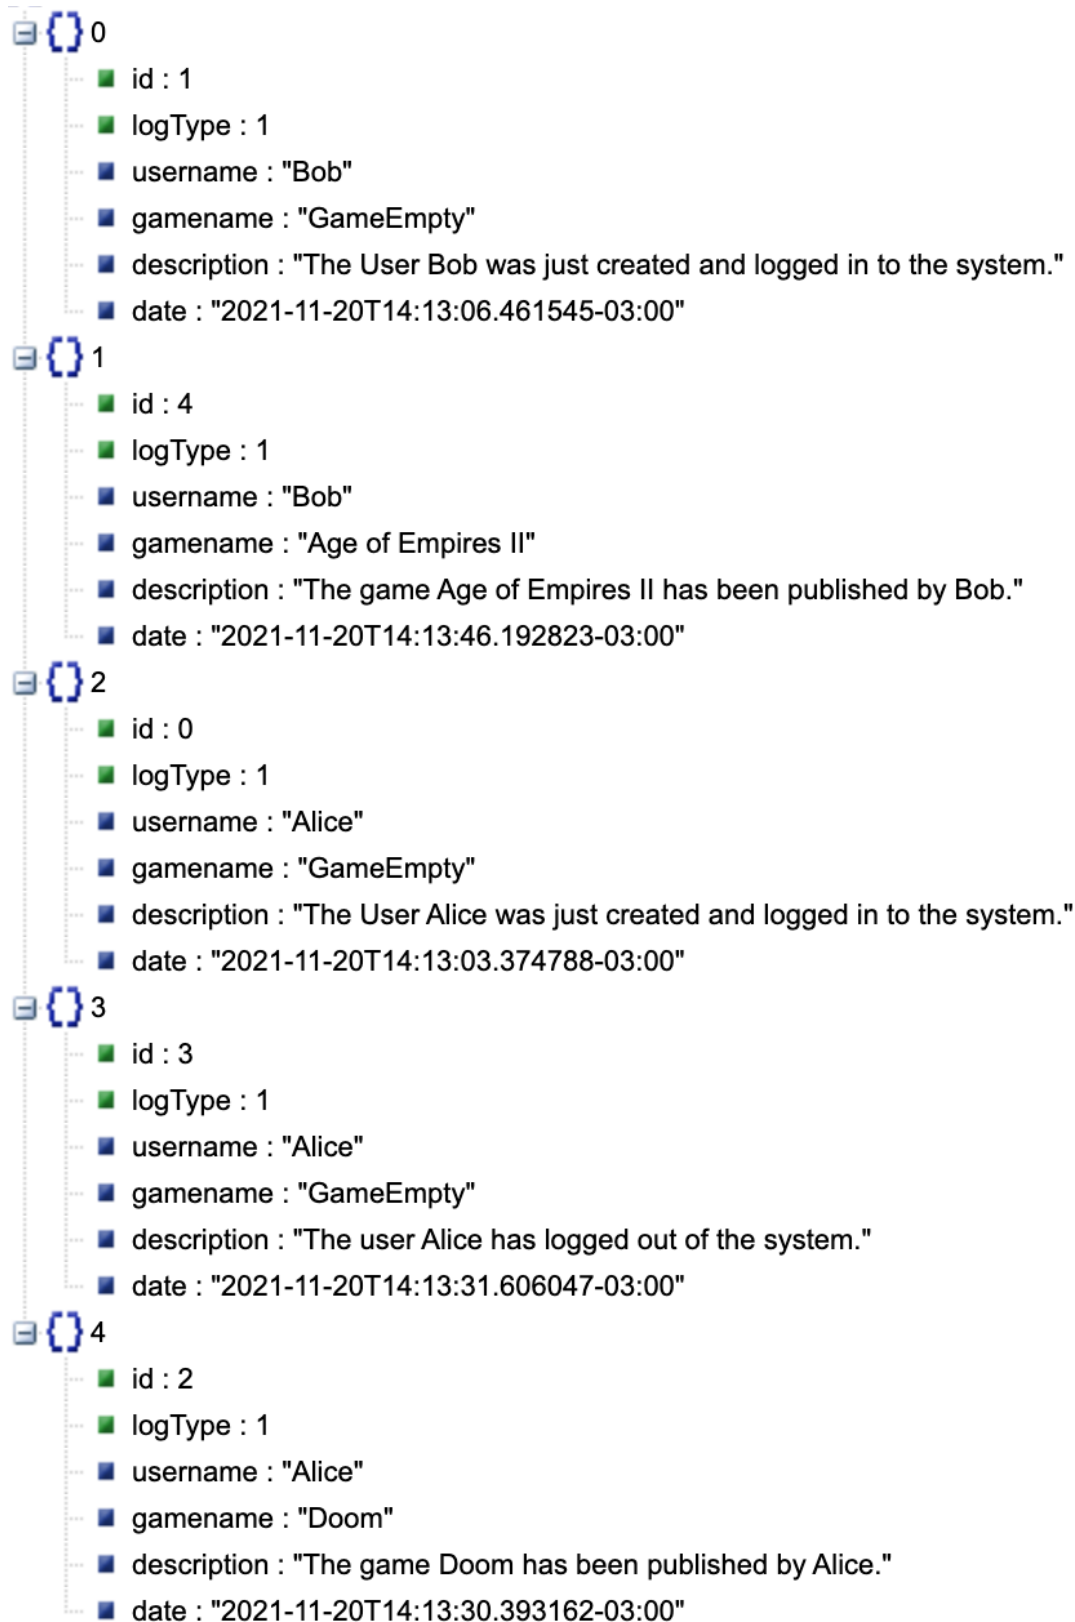 0
id : 1
logType : 1
username : "Bob"
gamename : "GameEmpty"
description : "The User Bob was just created and logged in to the system."
date : "2021-11-20T14:13:06.461545-03:00"
1
id : 4
logType : 1
username : "Bob"
gamename : "Age of Empires II"
description : "The game Age of Empires II has been published by Bob."
date : "2021-11-20T14:13:46.192823-03:00"
2
id : 0
logType : 1
username : "Alice"
gamename : "GameEmpty"
description : "The User Alice was just created and logged in to the system."
date : "2021-11-20T14:13:03.374788-03:00"
3
id : 3
logType : 1
username : "Alice"
gamename : "GameEmpty"
description : "The user Alice has logged out of the system."
date : "2021-11-20T14:13:31.606047-03:00"
4
id : 2
logType : 1
username : "Alice"
gamename : "Doom"
description : "The game Doom has been published by Alice."
date : "2021-11-20T14:13:30.393162-03:00"